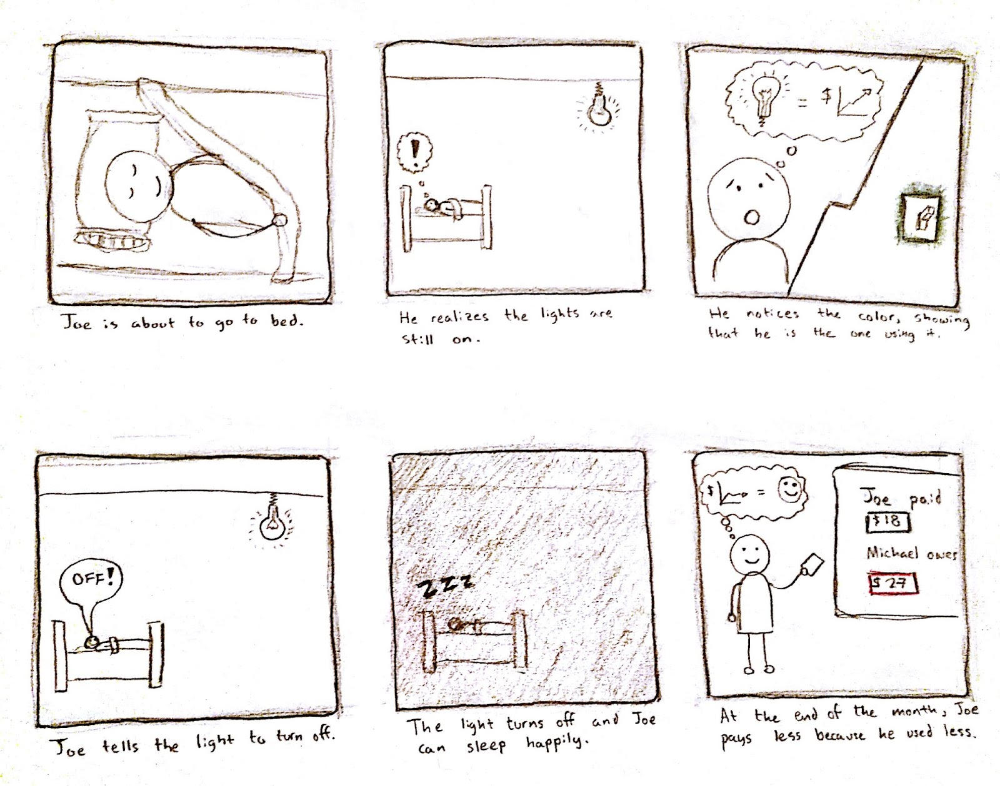 Joe is about to go to bed.
!
He realizes the lights are
still on.
= $
He notices the color, showing
that he is the one using it.
OFF!
Joe tells the light to turn off.
zzz
The light turns off and Joe
can sleep happily.
$ =
Joe paid
$18
Michael owes
$27
At the end of the month, Joe
pays less because he used less.